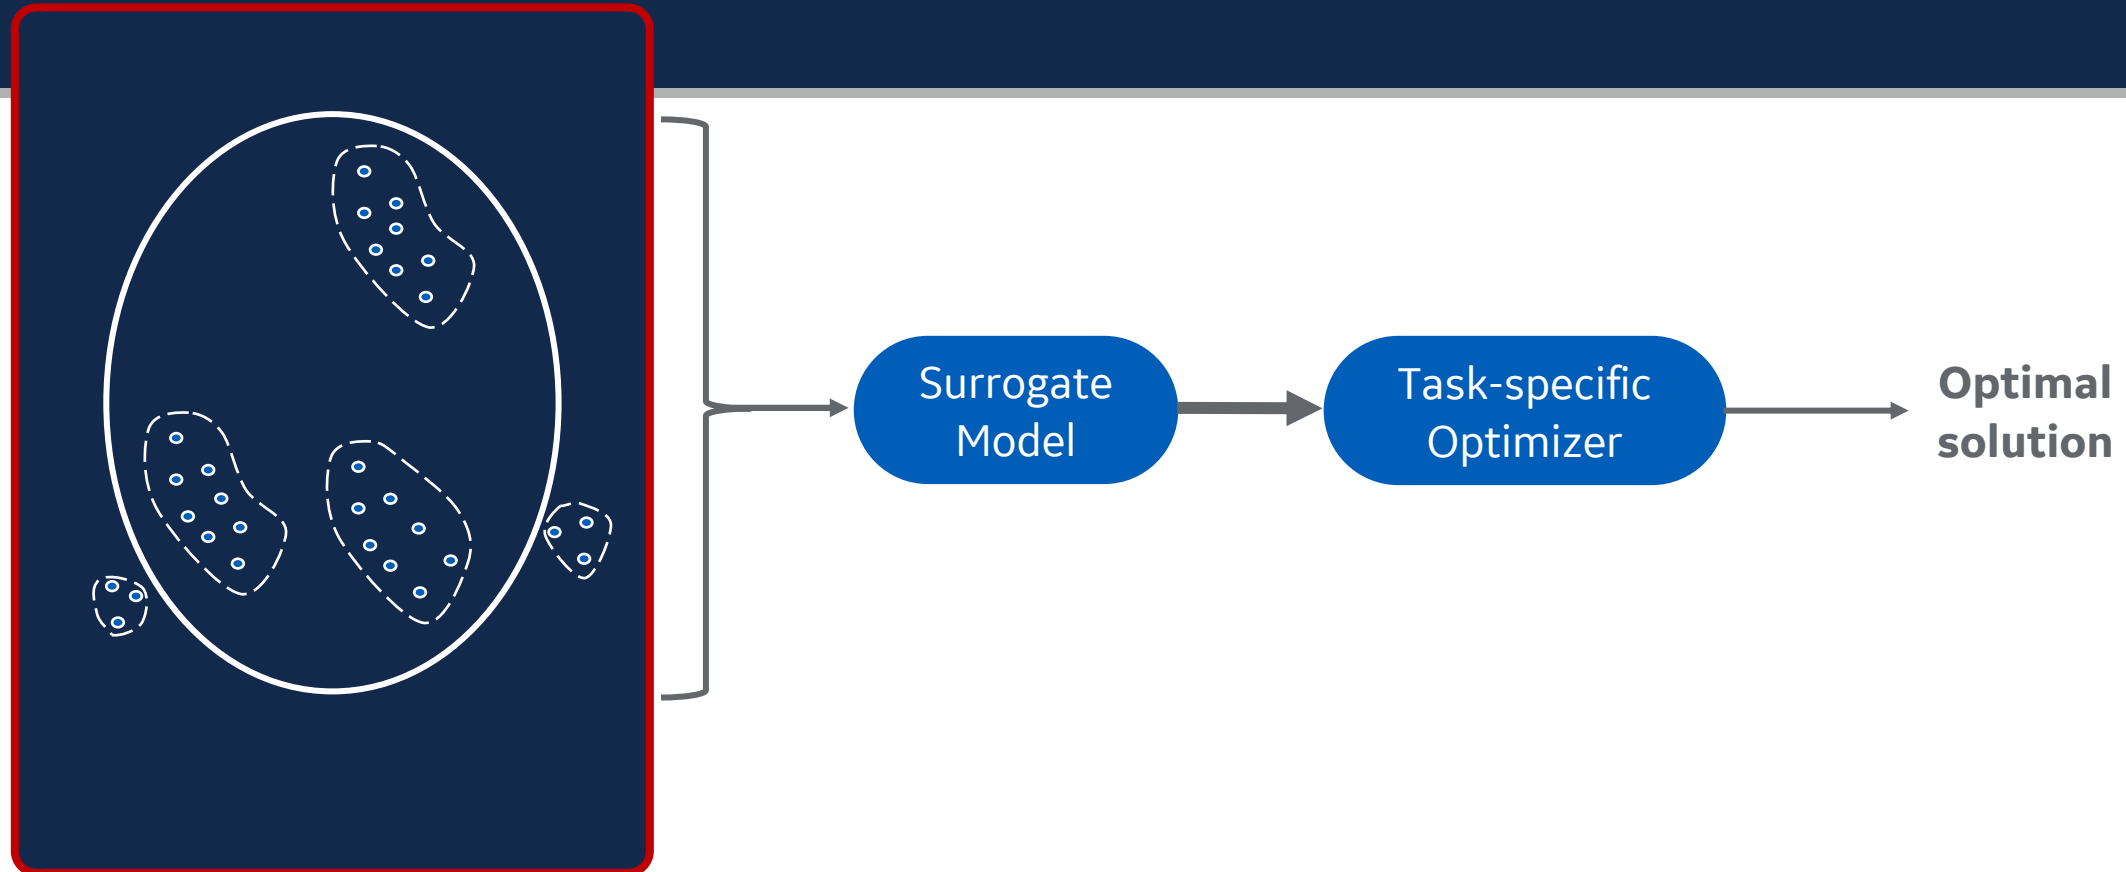 Surrogate
Model
Task-specific
Optimizer
Optimal
solution